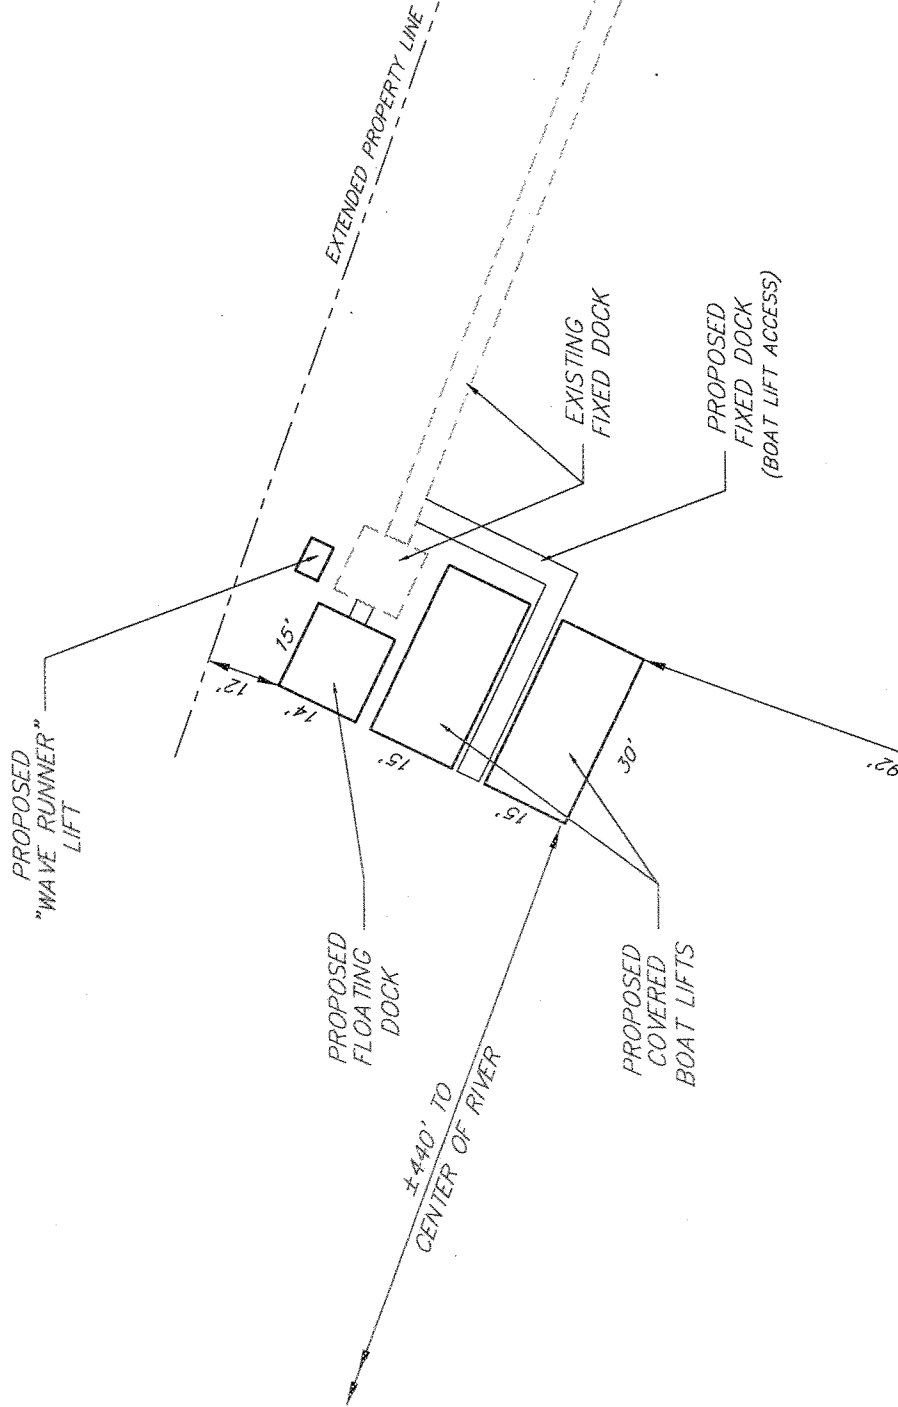 EXTENDED PROPERTY LINE
PROPOSED
"WAVE RUNNER"
LIFT
12'
15'
14'
15'
15'
30'
92'
EXISTING
FIXED DOCK
PROPOSED
FIXED DOCK
(BOAT LIFT ACCESS)
PROPOSED
FLOATING
DOCK
PROPOSED
COVERED
BOAT LIFTS
±440' TO
CENTER OF RIVER